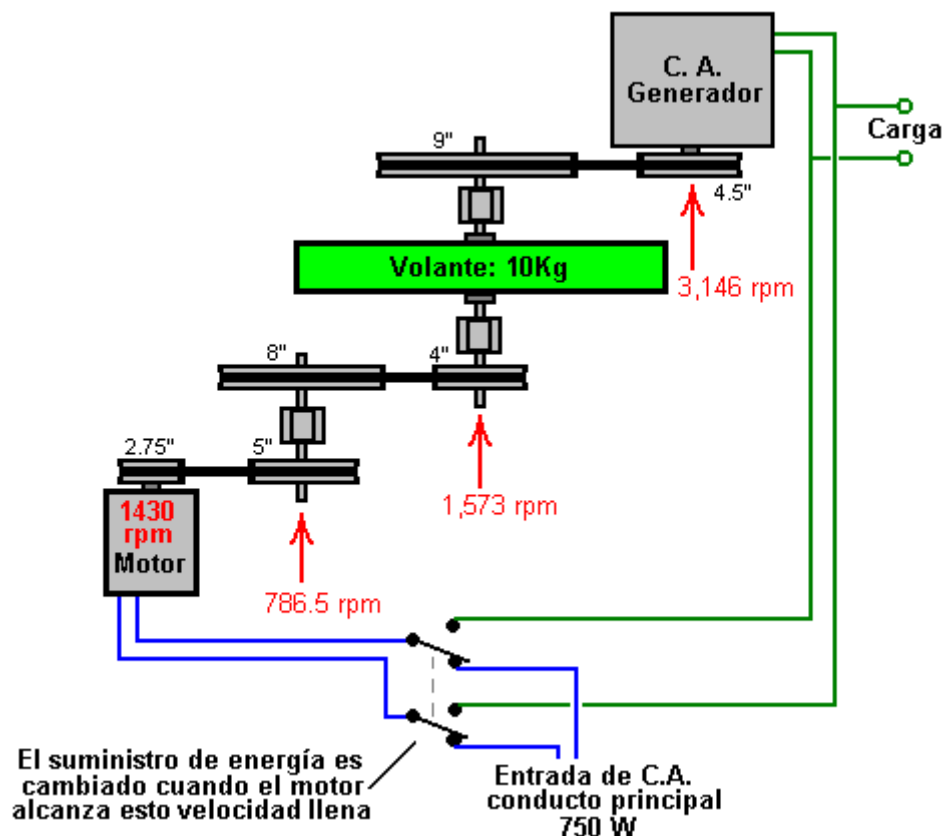 C. A.
Generador
Carga
9"
4.5"
Volante: 10Kg
3,146 rpm
8"
4"
2.75"
5"
1,573 rpm
1430
rpm
Motor
786.5 rpm
El suministro de energía es
cambiado cuando el motor
alcanza esto velocidad llena
Entrada de C.A.
conducto principal
750 W